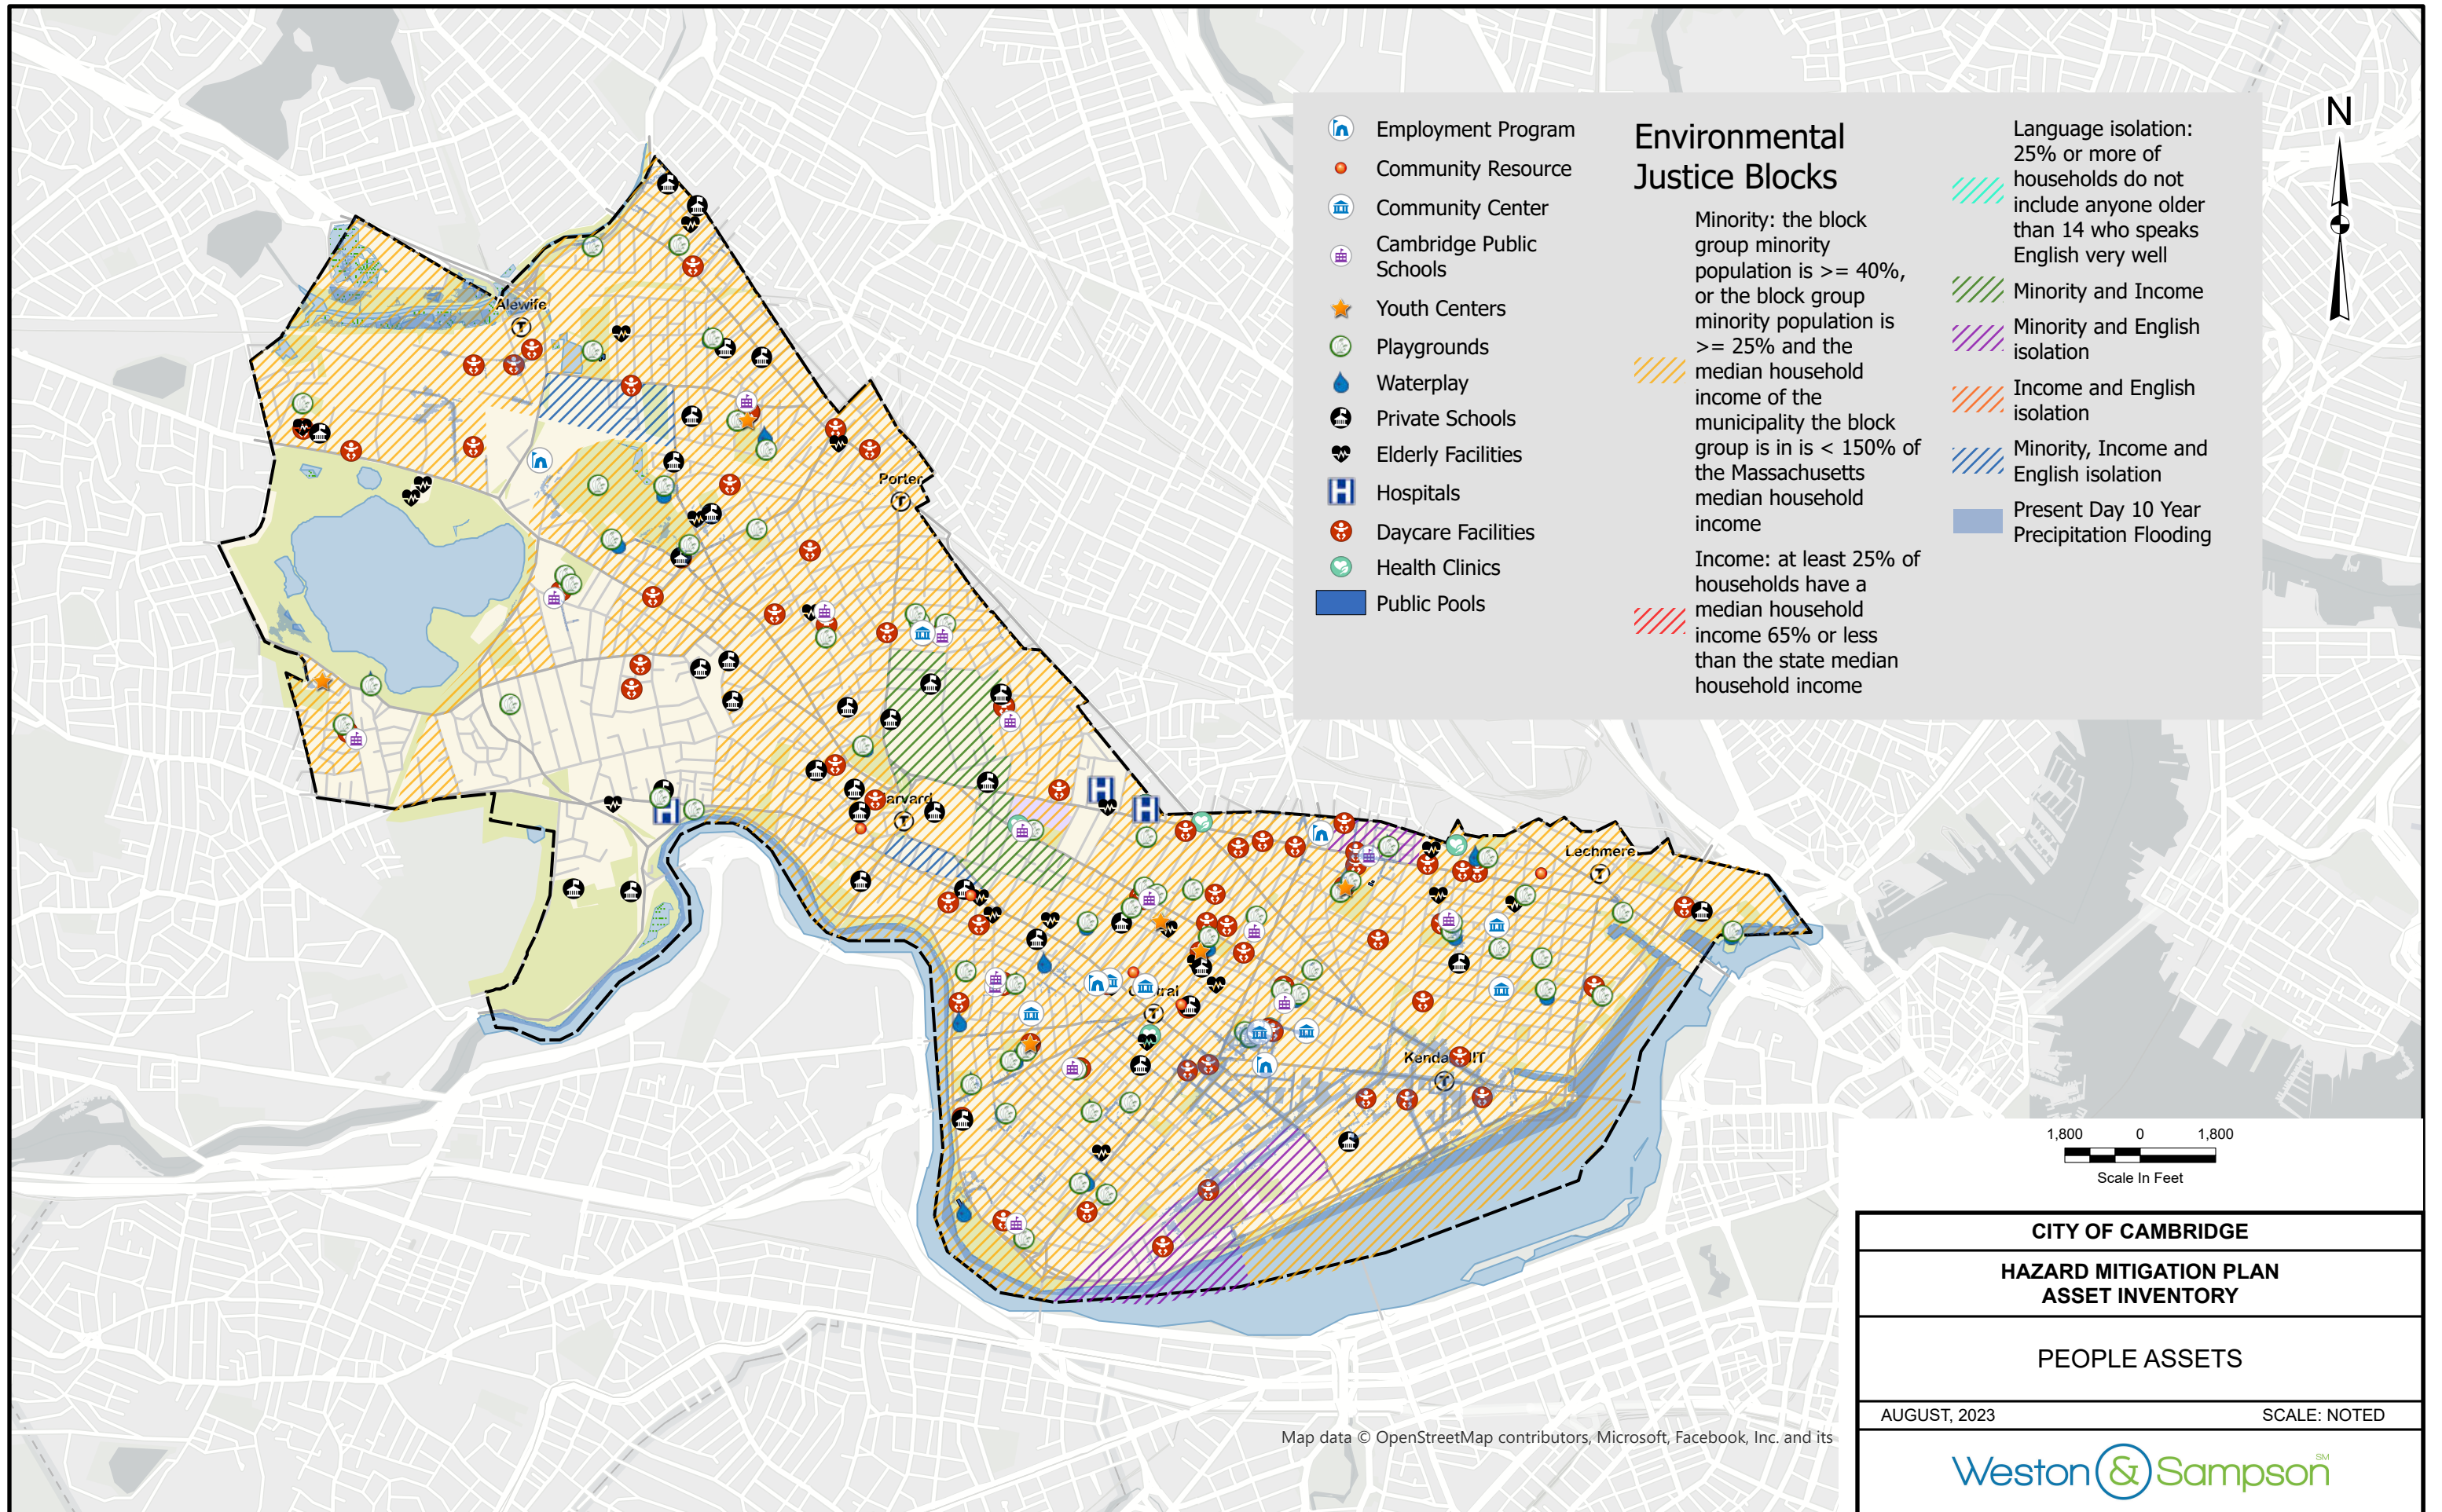 N
Employment Program
Community Resource
Community Center
Cambridge Public
Schools
Youth Centers
Playgrounds
Waterplay
Private Schools
Elderly Facilities
H
Hospitals
Daycare Facilities
Health Clinics
Public Pools
Environmental
Justice Blocks
Minority: the block
group minority
population is >= 40%,
or the block group
minority population is
>= 25% and the
median household
income of the
municipality the block
group is in is < 150% of
the Massachusetts
median household
income
Income: at least 25% of
households have a
median household
income 65% or less
than the state median
household income
Language isolation:
25% or more of
households do not
include anyone older
than 14 who speaks
English very well
Minority and Income
Minority and English
isolation
Income and English
isolation
Minority, Income and
English isolation
Present Day 10 Year
Precipitation Flooding
Alewife
T
Porter
T
arvard
T
H
H
H
Lechmere
T
tral
T
Kenda IT
T
1,800 0 1,800
Scale In Feet
CITY OF CAMBRIDGE
HAZARD MITIGATION PLAN
ASSET INVENTORY
PEOPLE ASSETS
AUGUST, 2023 SCALE: NOTED
Map data © OpenStreetMap contributors, Microsoft, Facebook, Inc. and its
Weston & Sampson SM